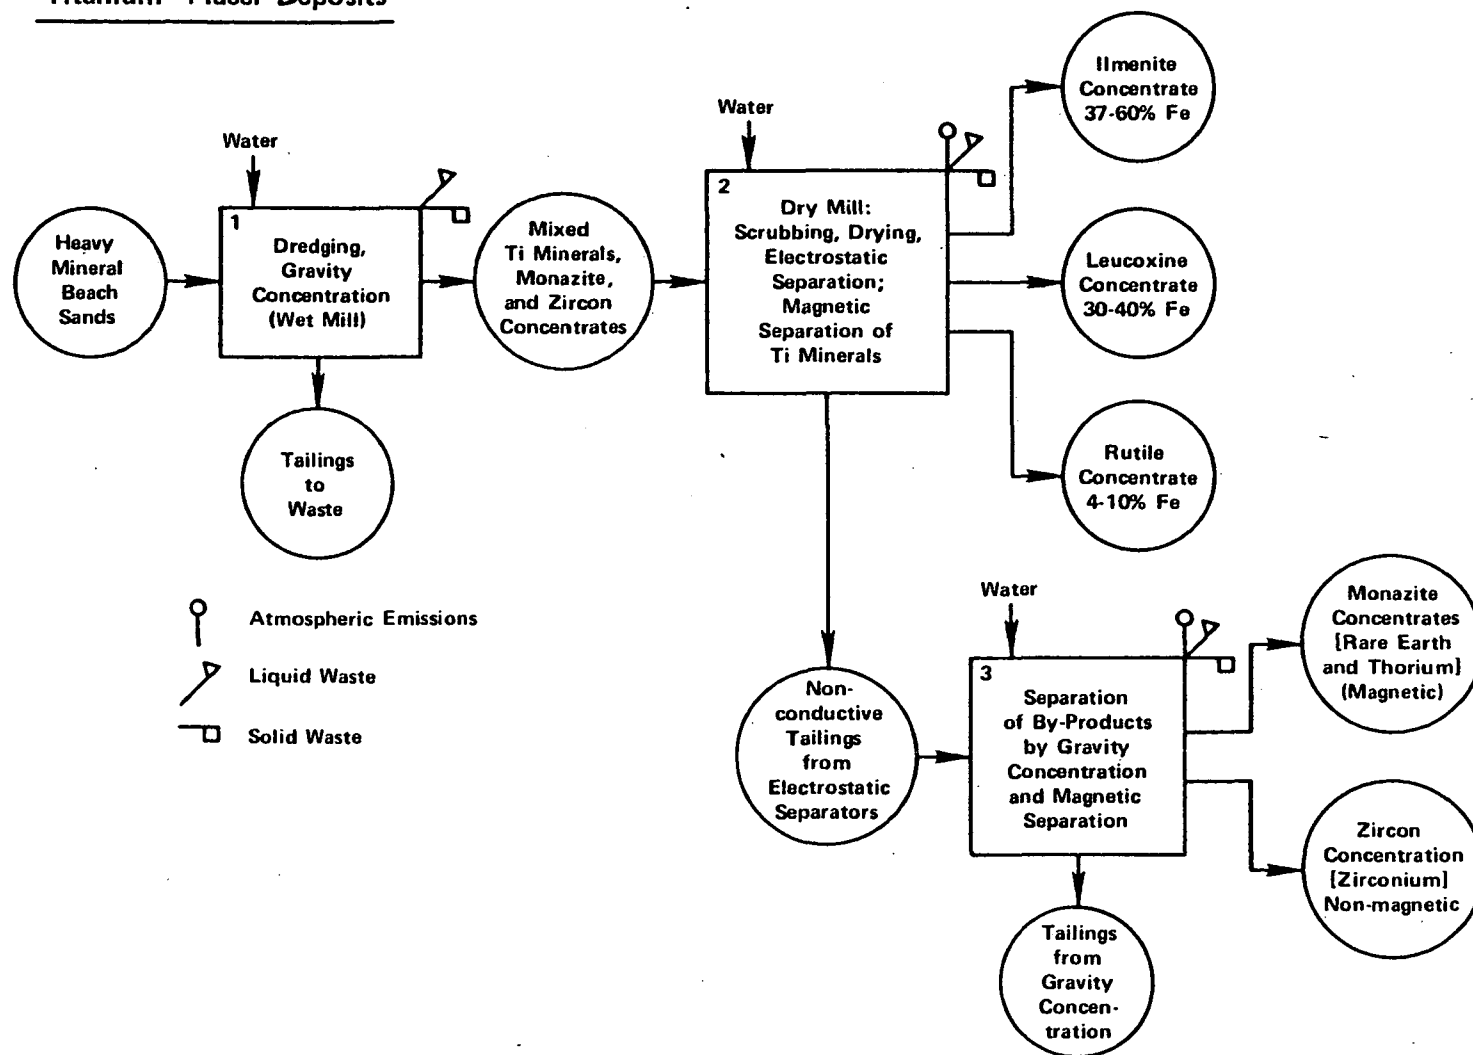 Titanium Placer Deposits
Water
Heavy
Mineral
Beach
Sands
1
Dredging,
Gravity
Concentration
(Wet Mill)
Tailings
to
Waste
Mixed
Ti Minerals,
Monazite,
and Zircon
Concentrates
Water
2
Dry Mill:
Scrubbing, Drying,
Electrostatic
Separation;
Magnetic
Separation of
Ti Minerals
Ilmenite
Concentrate
37-60% Fe
Leucoxine
Concentrate
30-40% Fe
Rutile
Concentrate
4-10% Fe
Atmospheric Emissions
Liquid Waste
Solid Waste
Non-
conductive
Tailings
from
Electrostatic
Separators
Water
3
Separation
of By-Products
by Gravity
Concentration
and Magnetic
Separation
Monazite
Concentrates
[Rare Earth
and Thorium]
(Magnetic)
Zircon
Concentration
[Zirconium]
Non-magnetic
Tailings
from
Gravity
Concen-
tration